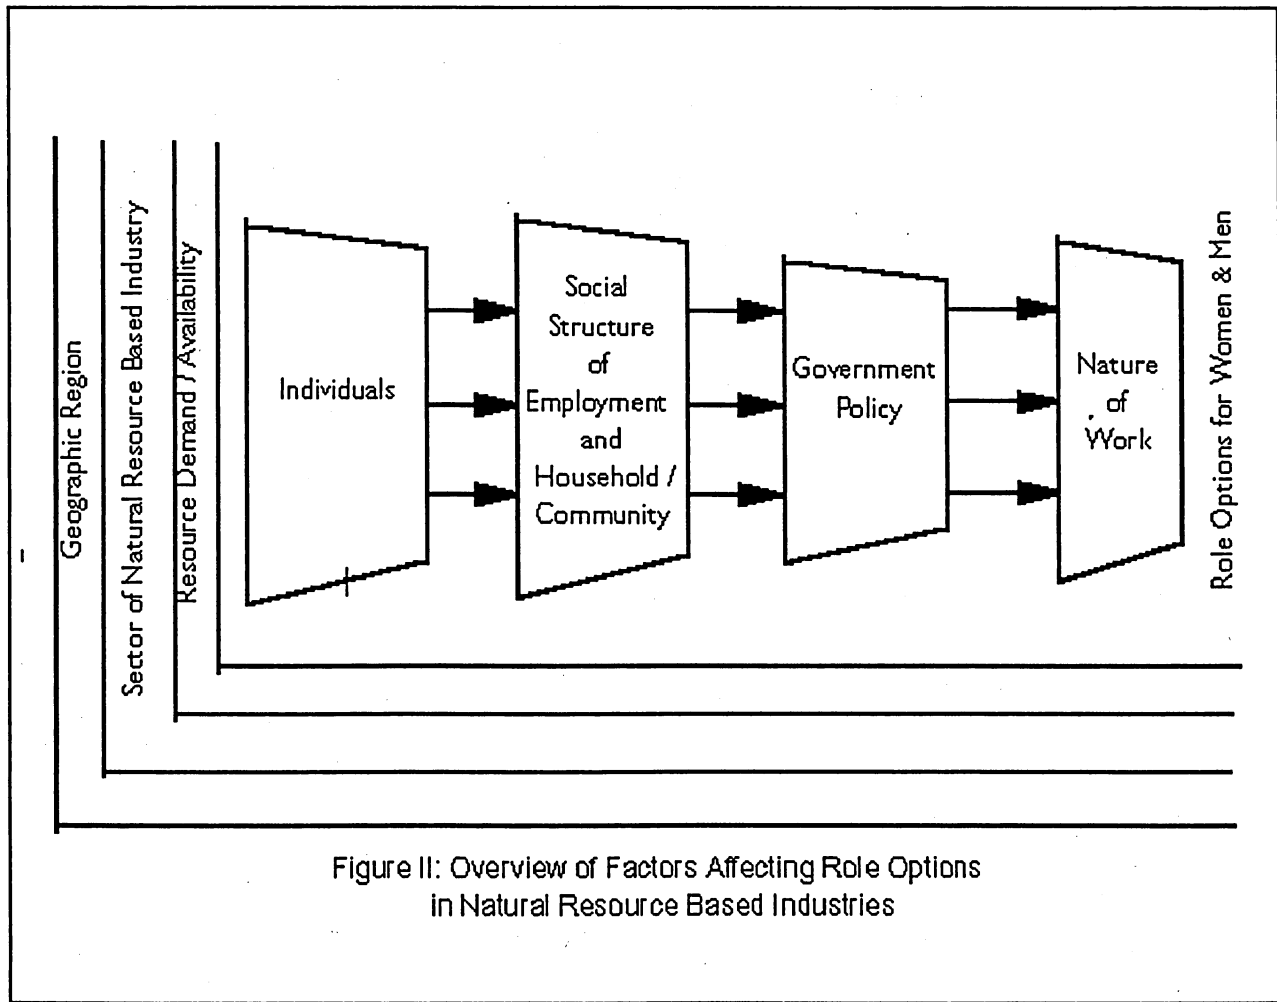 Geographic Region
Sector of Natural Resource Based Industry
Resource Demand / Availability
Individuals
Social
Structure
of
Employment
and
Household /
Community
Government
Policy
Nature
of
Work
Role Options for Women & Men
Figure II: Overview of Factors Affecting Role Options
in Natural Resource Based Industries